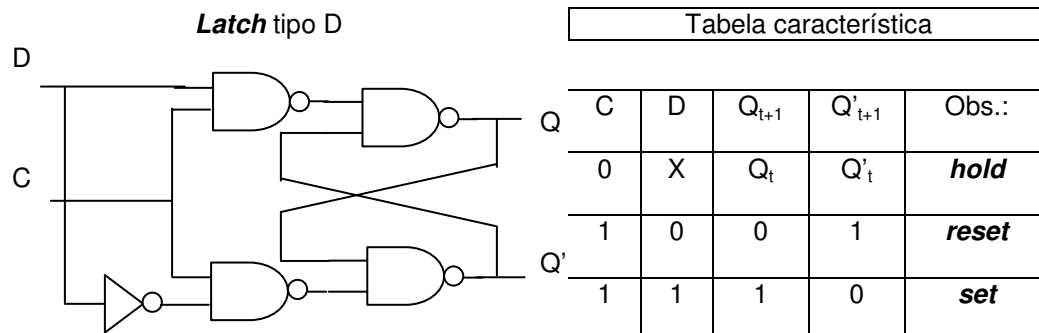 Latch tipo D
D
C
Q
Q'
Tabela característica
C D Qt+1 Q't+1 Obs.:
0 X Qt Q't hold
1 0 0 1 reset
1 1 1 0 set